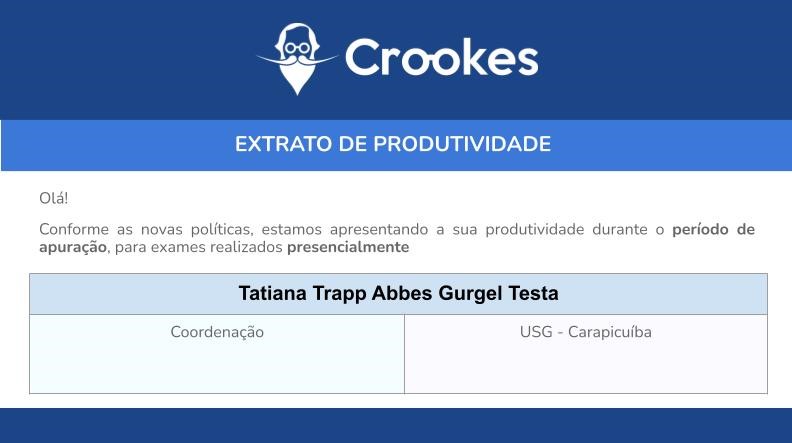 Crookes
EXTRATO DE PRODUTIVIDADE
Olá!
Conforme as novas políticas, estamos apresentando a sua produtividade durante o período de
apuração, para exames realizados presencialmente
Tatiana Trapp Abbes Gurgel Testa
Coordenação
USG - Carapicuíba